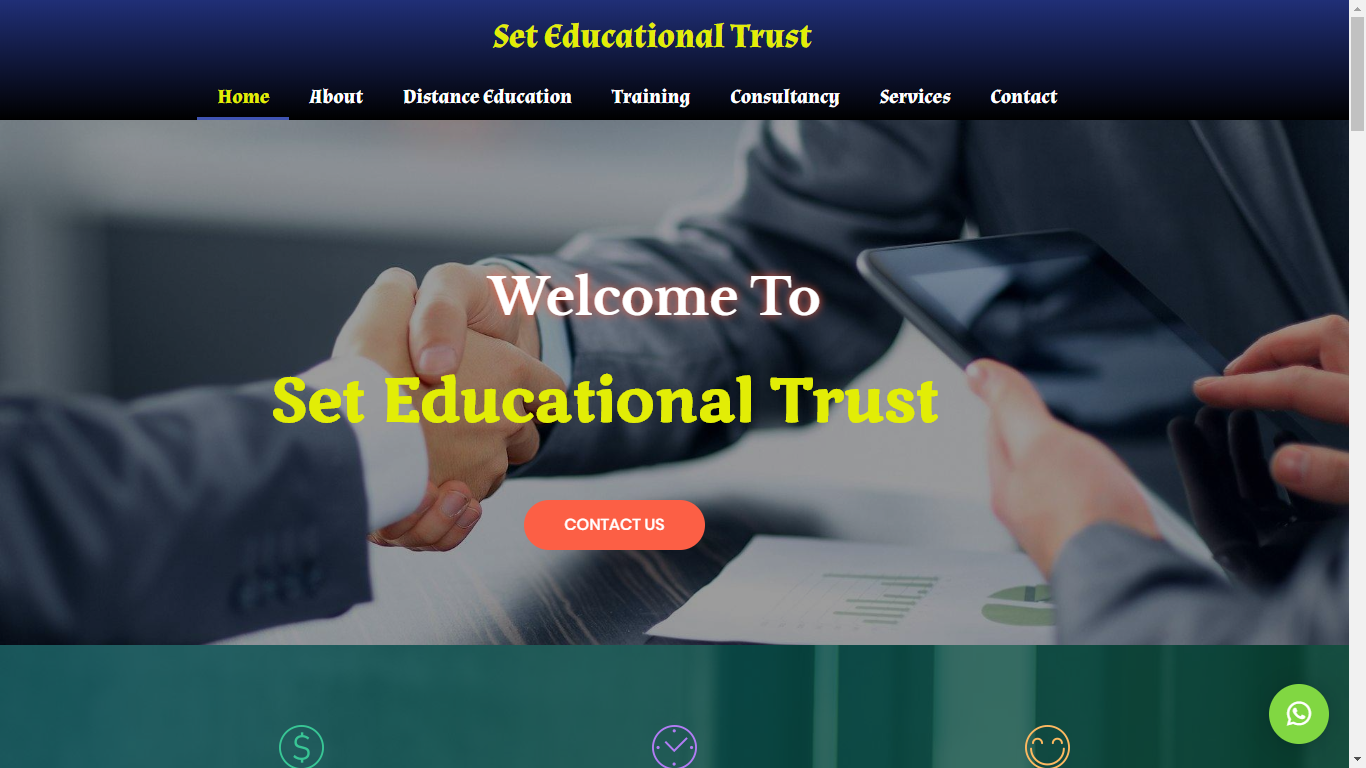 Set Educational Trust
Home About Distance Education Training Consultancy Services Contact
Welcome To
Set Educational Trust
CONTACT US